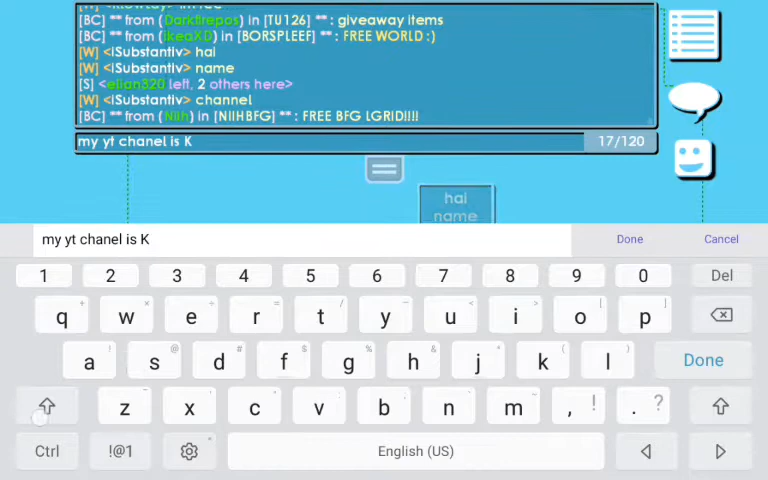 [BC] ** from (Darkfirepos) in [TU126] ** : giveaway items
[BC] ** from (ikeaXD) in [BORSPLEEF] ** : FREE WORLD :)
[W] <iSubstantiv> hai
[W] <iSubstantiv> name
[S] <elian320 left, 2 others here>
[W] <iSubstantiv> channel
[BC] ** from (Niih) in [NIIHBFG] ** : FREE BFG LGRID!!!!
my yt chanel is K 17/120
hai
name
my yt chanel is K Done Cancel
1 2 3 4 5 6 7 8 9 0 Del
q w e r t y u i o p
a s d f g h j k l Done
z x c v b n m , ! . ?
Ctrl !@1 English (US)